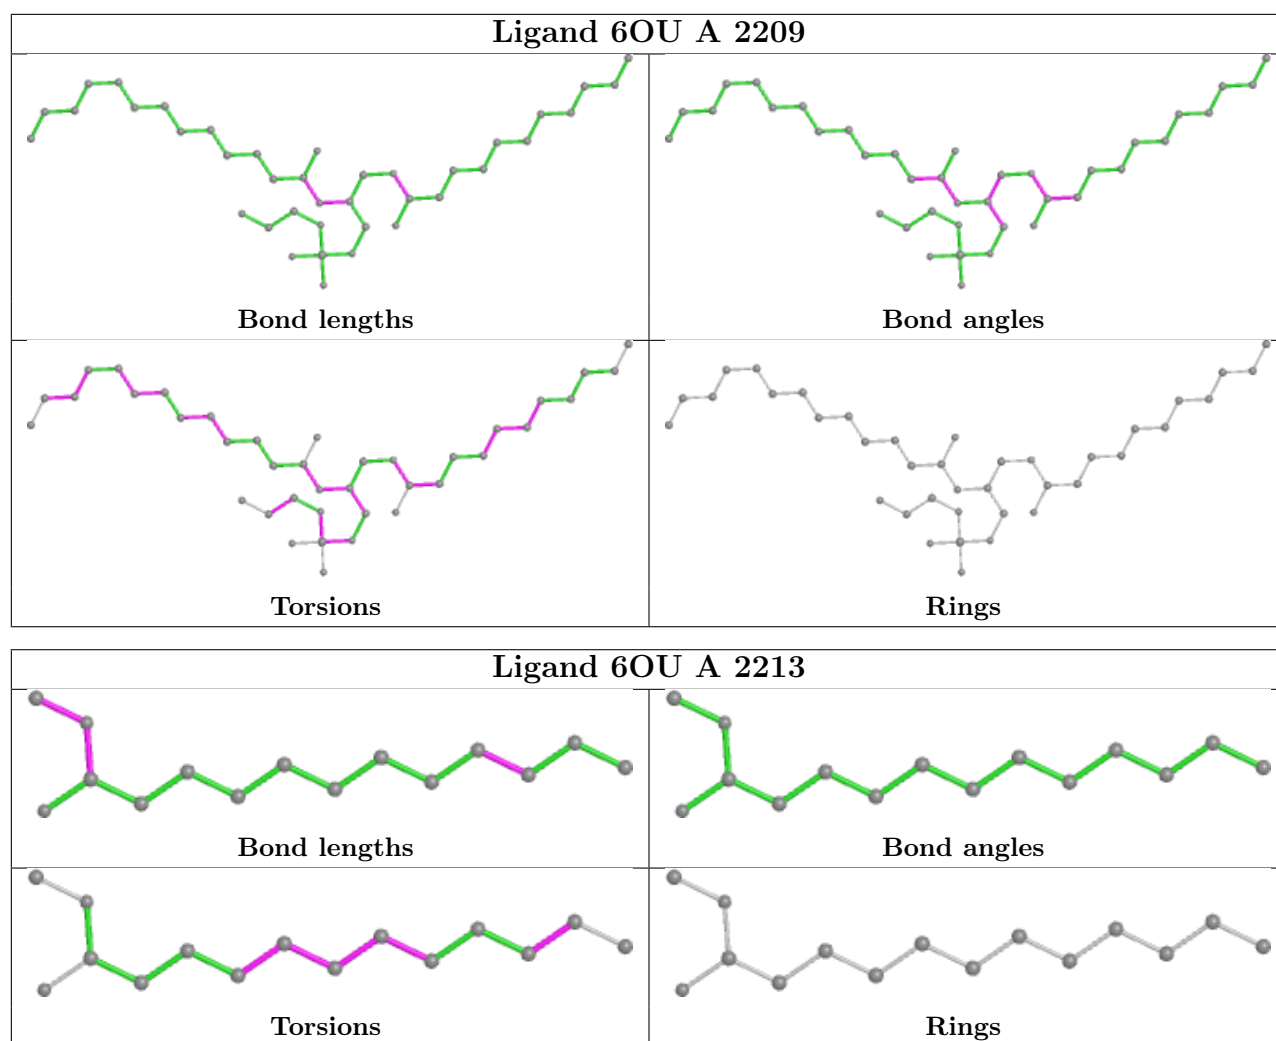 Ligand 6OU A 2209
Bond lengths
Bond angles
Torsions
Rings
Ligand 6OU A 2213
Bond lengths
Bond angles
Torsions
Rings